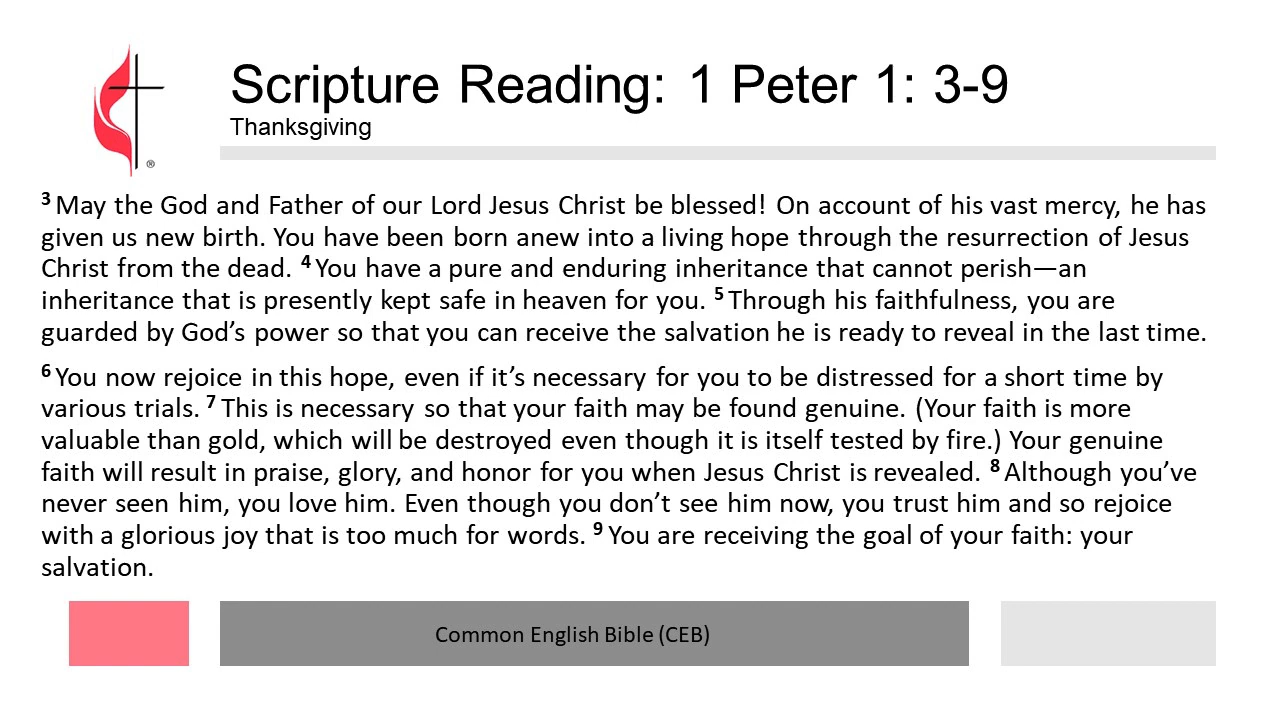 Scripture Reading: 1 Peter 1: 3-9
Thanksgiving
®
³ May the God and Father of our Lord Jesus Christ be blessed! On account of his vast mercy, he has
given us new birth. You have been born anew into a living hope through the resurrection of Jesus
Christ from the dead. ⁴ You have a pure and enduring inheritance that cannot perish—an
inheritance that is presently kept safe in heaven for you. ⁵ Through his faithfulness, you are
guarded by God’s power so that you can receive the salvation he is ready to reveal in the last time.
⁶ You now rejoice in this hope, even if it’s necessary for you to be distressed for a short time by
various trials. ⁷ This is necessary so that your faith may be found genuine. (Your faith is more
valuable than gold, which will be destroyed even though it is itself tested by fire.) Your genuine
faith will result in praise, glory, and honor for you when Jesus Christ is revealed. ⁸ Although you’ve
never seen him, you love him. Even though you don’t see him now, you trust him and so rejoice
with a glorious joy that is too much for words. ⁹ You are receiving the goal of your faith: your
salvation.
Common English Bible (CEB)